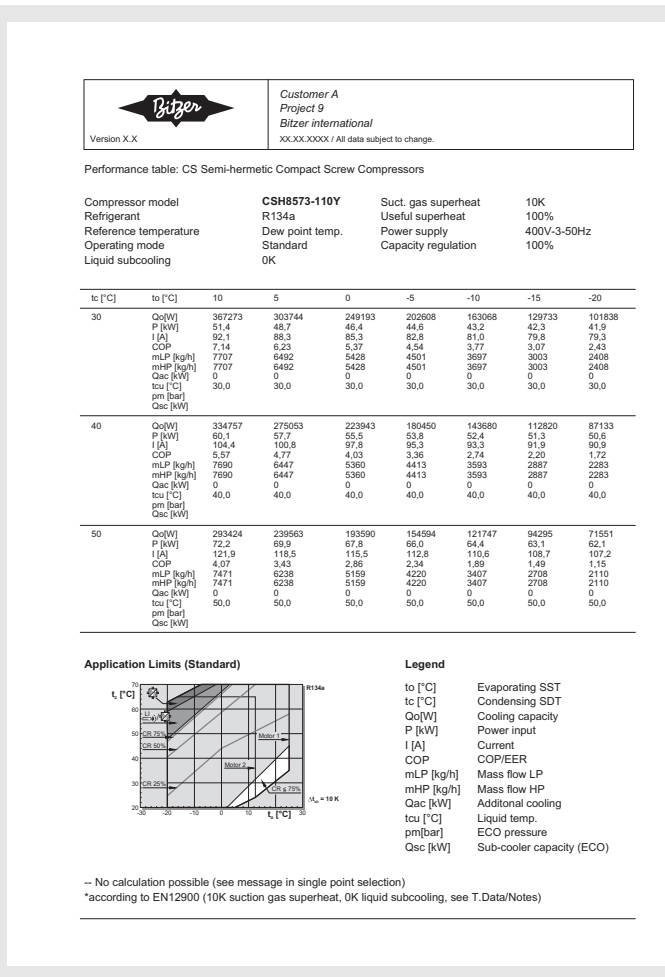 Bitzer
Version X.X
Customer A
Project 9
Bitzer international
XX.XX.XXXX / All data subject to change.
Performance table: CS Semi-hermetic Compact Screw Compressors
Compressor model CSH8573-110Y Suct. gas superheat 10K
Refrigerant R134a Useful superheat 100%
Reference temperature Dew point temp. Power supply 400V-3-50Hz
Operating mode Standard Capacity regulation 100%
Liquid subcooling 0K
tc [°C] to [°C] 10 5 0 -5 -10 -15 -20
30 Qo[W] 367273 303744 249193 202608 163068 129733 101838
P [kW] 51,4 48,7 46,4 44,6 43,2 42,3 41,9
I [A] 92,1 88,3 85,3 82,8 81,0 79,8 79,3
COP 7,14 6,23 5,37 4,54 3,77 3,07 2,43
mLP [kg/h] 7707 6492 5428 4501 3697 3003 2408
mHP [kg/h] 7707 6492 5428 4501 3697 3003 2408
Qac [kW] 0 0 0 0 0 0 0
tcu [°C] 30,0 30,0 30,0 30,0 30,0 30,0 30,0
pm [bar]
Qsc [kW]
40 Qo[W] 334757 275053 223943 180450 143680 112820 87133
P [kW] 60,1 57,7 55,5 53,8 52,4 51,3 50,6
I [A] 104,4 100,8 97,8 95,3 93,3 91,9 90,9
COP 5,57 4,77 4,03 3,36 2,74 2,20 1,72
mLP [kg/h] 7690 6447 5360 4413 3593 2887 2283
mHP [kg/h] 7690 6447 5360 4413 3593 2887 2283
Qac [kW] 0 0 0 0 0 0 0
tcu [°C] 40,0 40,0 40,0 40,0 40,0 40,0 40,0
pm [bar]
Qsc [kW]
50 Qo[W] 293424 239563 193590 154594 121747 94295 71551
P [kW] 72,2 69,9 67,8 66,0 64,4 63,1 62,1
I [A] 121,9 118,5 115,5 112,8 110,6 108,7 107,2
COP 4,07 3,43 2,86 2,34 1,89 1,49 1,15
mLP [kg/h] 7471 6238 5159 4220 3407 2708 2110
mHP [kg/h] 7471 6238 5159 4220 3407 2708 2110
Qac [kW] 0 0 0 0 0 0 0
tcu [°C] 50,0 50,0 50,0 50,0 50,0 50,0 50,0
pm [bar]
Qsc [kW]
Application Limits (Standard)
70
tc [°C]
60
50
40
30
20
-30 -20 -10 0 10 20 30
to [°C]
R134a
LI
CR 75%
CR 50%
CR 25%
Motor 1
Motor 2
CR ≦ 75%
= 10 K
Legend
to [°C] Evaporating SST
tc [°C] Condensing SDT
Qo[W] Cooling capacity
P [kW] Power input
I [A] Current
COP COP/EER
mLP [kg/h] Mass flow LP
mHP [kg/h] Mass flow HP
Qac [kW] Additonal cooling
tcu [°C] Liquid temp.
pm[bar] ECO pressure
Qsc [kW] Sub-cooler capacity (ECO)
-- No calculation possible (see message in single point selection)
*according to EN12900 (10K suction gas superheat, 0K liquid subcooling, see T.Data/Notes)